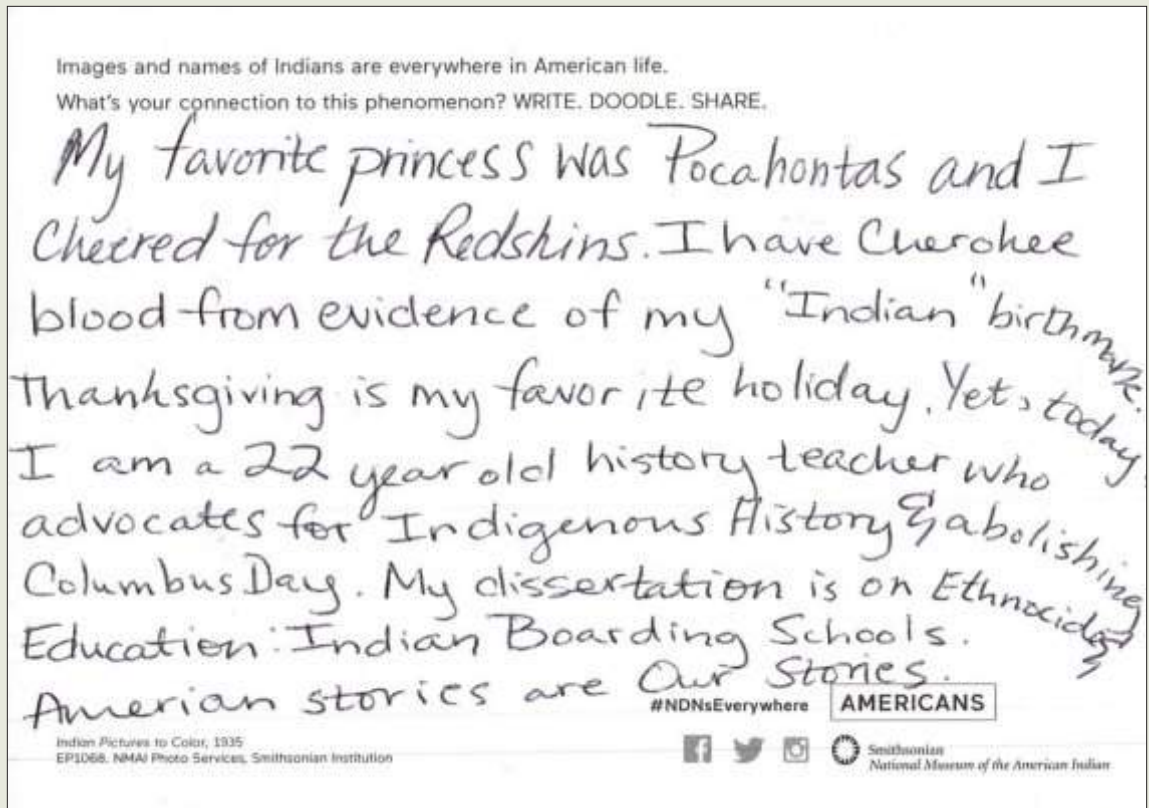 Images and names of Indians are everywhere in American life.
What's your connection to this phenomenon? WRITE. DOODLE. SHARE.
My favorite princess was Pocahontas and I
Cheered for the Redskins. I have Cherokee
blood from evidence of my "Indian" birthmark.
Thanksgiving is my favorite holiday. Yet, today,
I am a 22 year old history teacher who
advocates for Indigenous History & abolishing
Columbus Day. My dissertation is on Ethnocide &
Education: Indian Boarding Schools.
Amerian stories are Our Stories.
#NDNsEverywhere AMERICANS
Indian Pictures to Color, 1935
EP1068. NMAI Photo Services, Smithsonian Institution
Smithsonian
National Museum of the American Indian